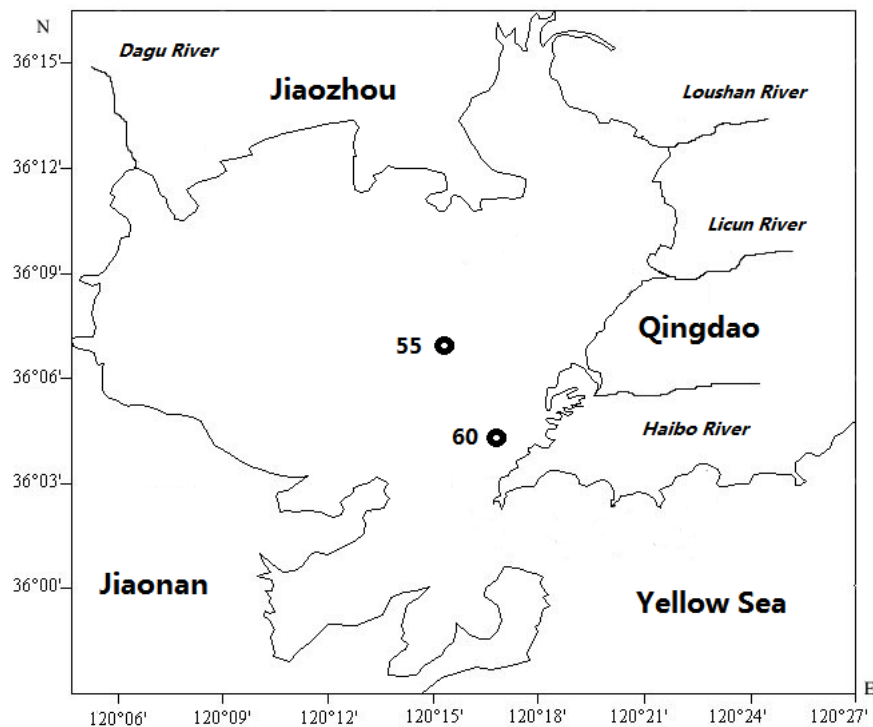 N
Dagu River
36°15'
Jiaozhou
Loushan River
36°12'
Licun River
36°09'
Qingdao
55
36°06'
60
Haibo River
36°03'
36°00'
Jiaonan
Yellow Sea
E
120°06'
120°09'
120°12'
120°15'
120°18'
120°21'
120°24'
120°27'